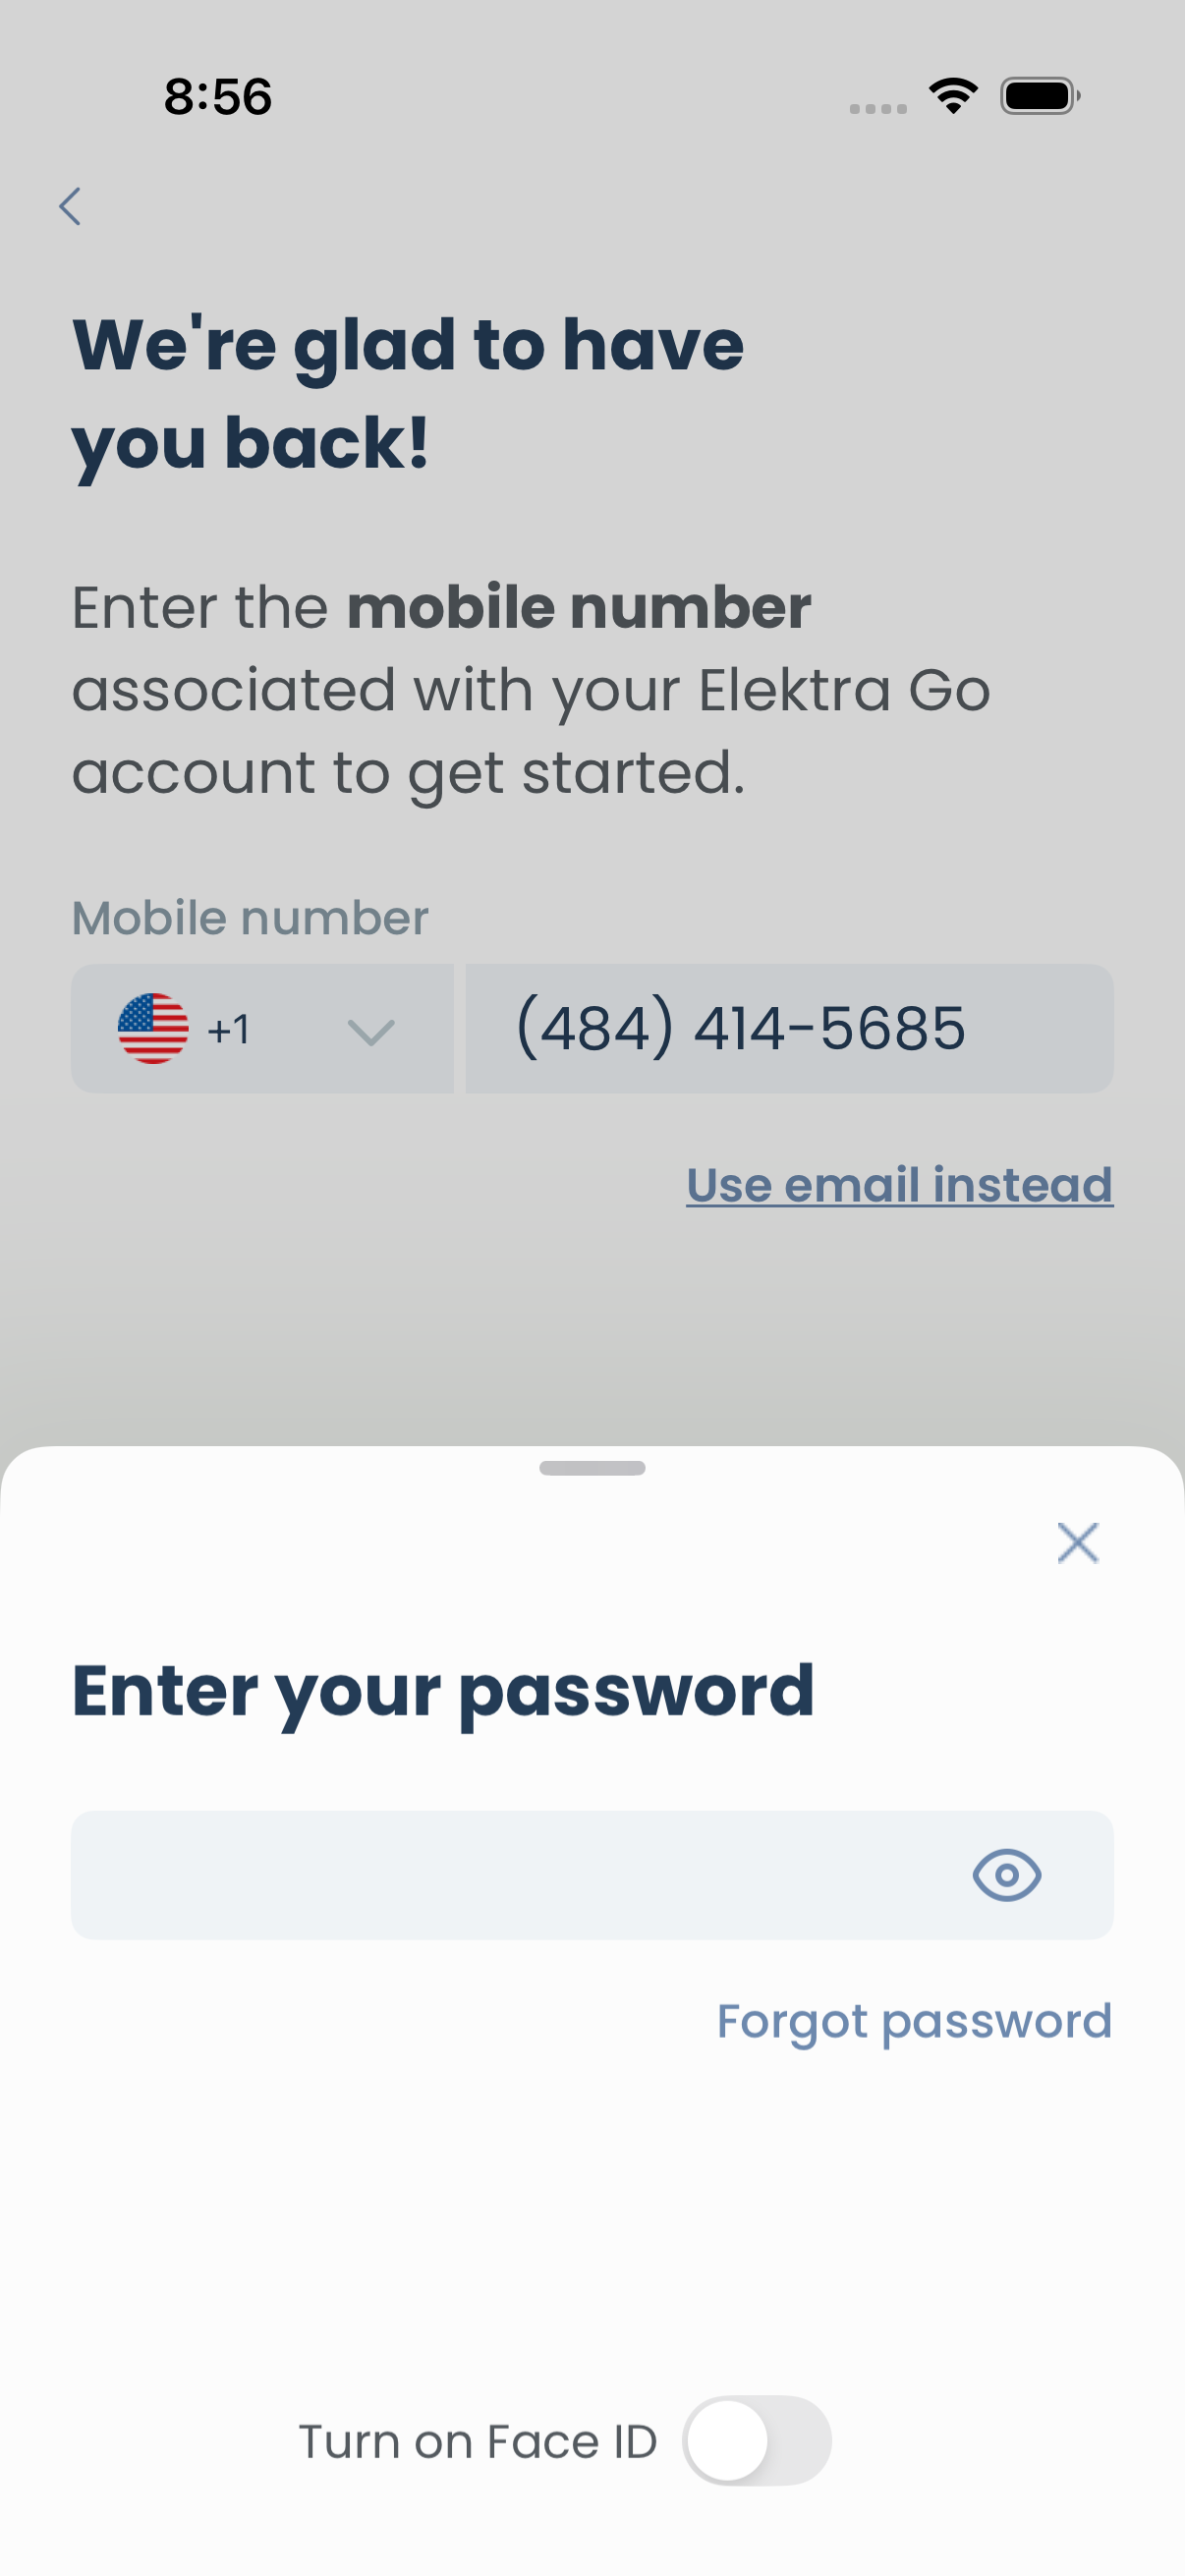 8:56
We're glad to have
you back!
Enter the mobile number
associated with your Elektra Go
account to get started.
Mobile number
+1
(484) 414-5685
Use email instead
Enter your password
Forgot password
Turn on Face ID